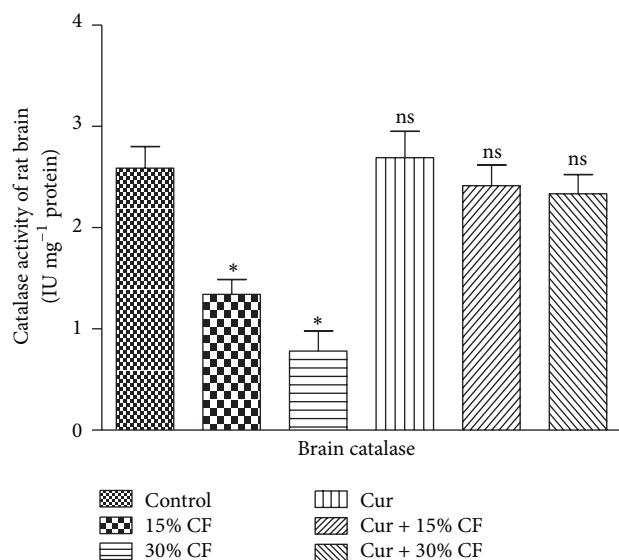 4
3
2
1
0
Catalase activity of rat brain
(IU mg⁻¹ protein)
*
*
ns
ns
ns
Brain catalase
Control
15% CF
30% CF
Cur
Cur + 15% CF
Cur + 30% CF